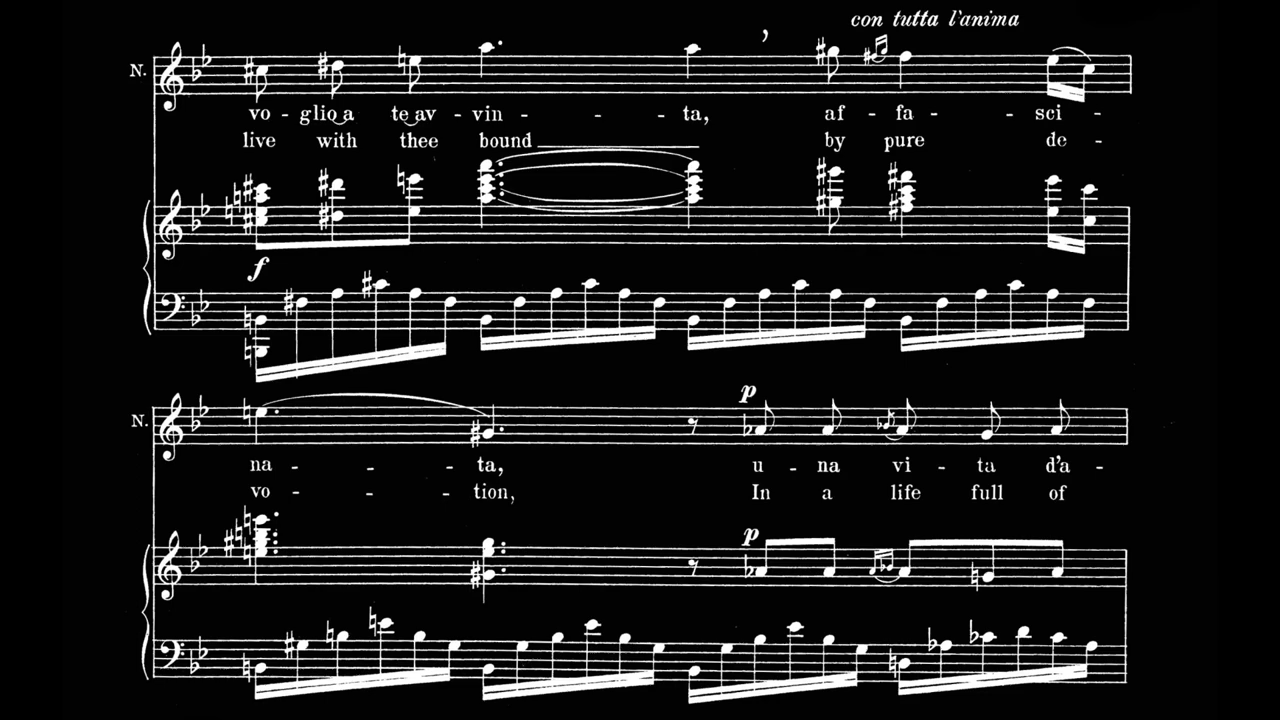 con tutta l'anima
N.
vo - glio a te av - vin - - - ta, af - fa - - sci -
live with thee bound by pure de -
f
N.
p
na - - - ta, u - na vi - ta d'a -
vo - - - tion, In a life full of
p